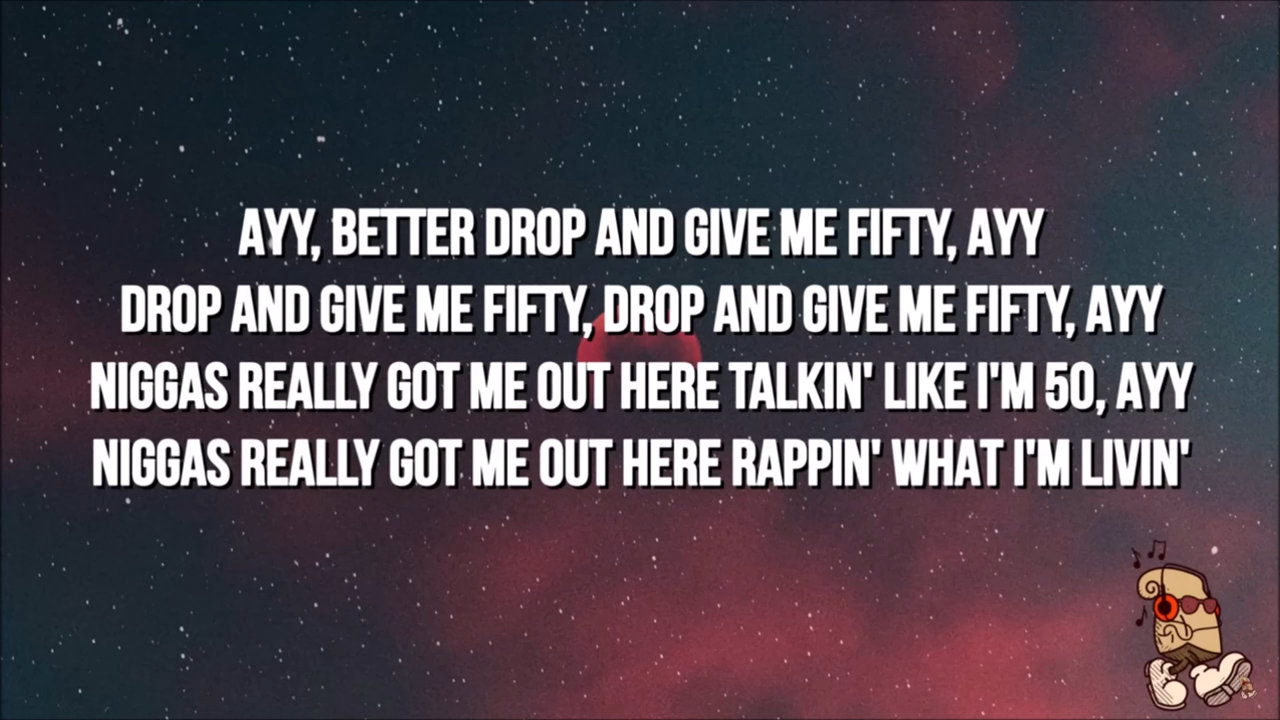 AYY, BETTER DROP AND GIVE ME FIFTY, AYY
DROP AND GIVE ME FIFTY, DROP AND GIVE ME FIFTY, AYY
NIGGAS REALLY GOT ME OUT HERE TALKIN' LIKE I'M 50, AYY
NIGGAS REALLY GOT ME OUT HERE RAPPIN' WHAT I'M LIVIN'